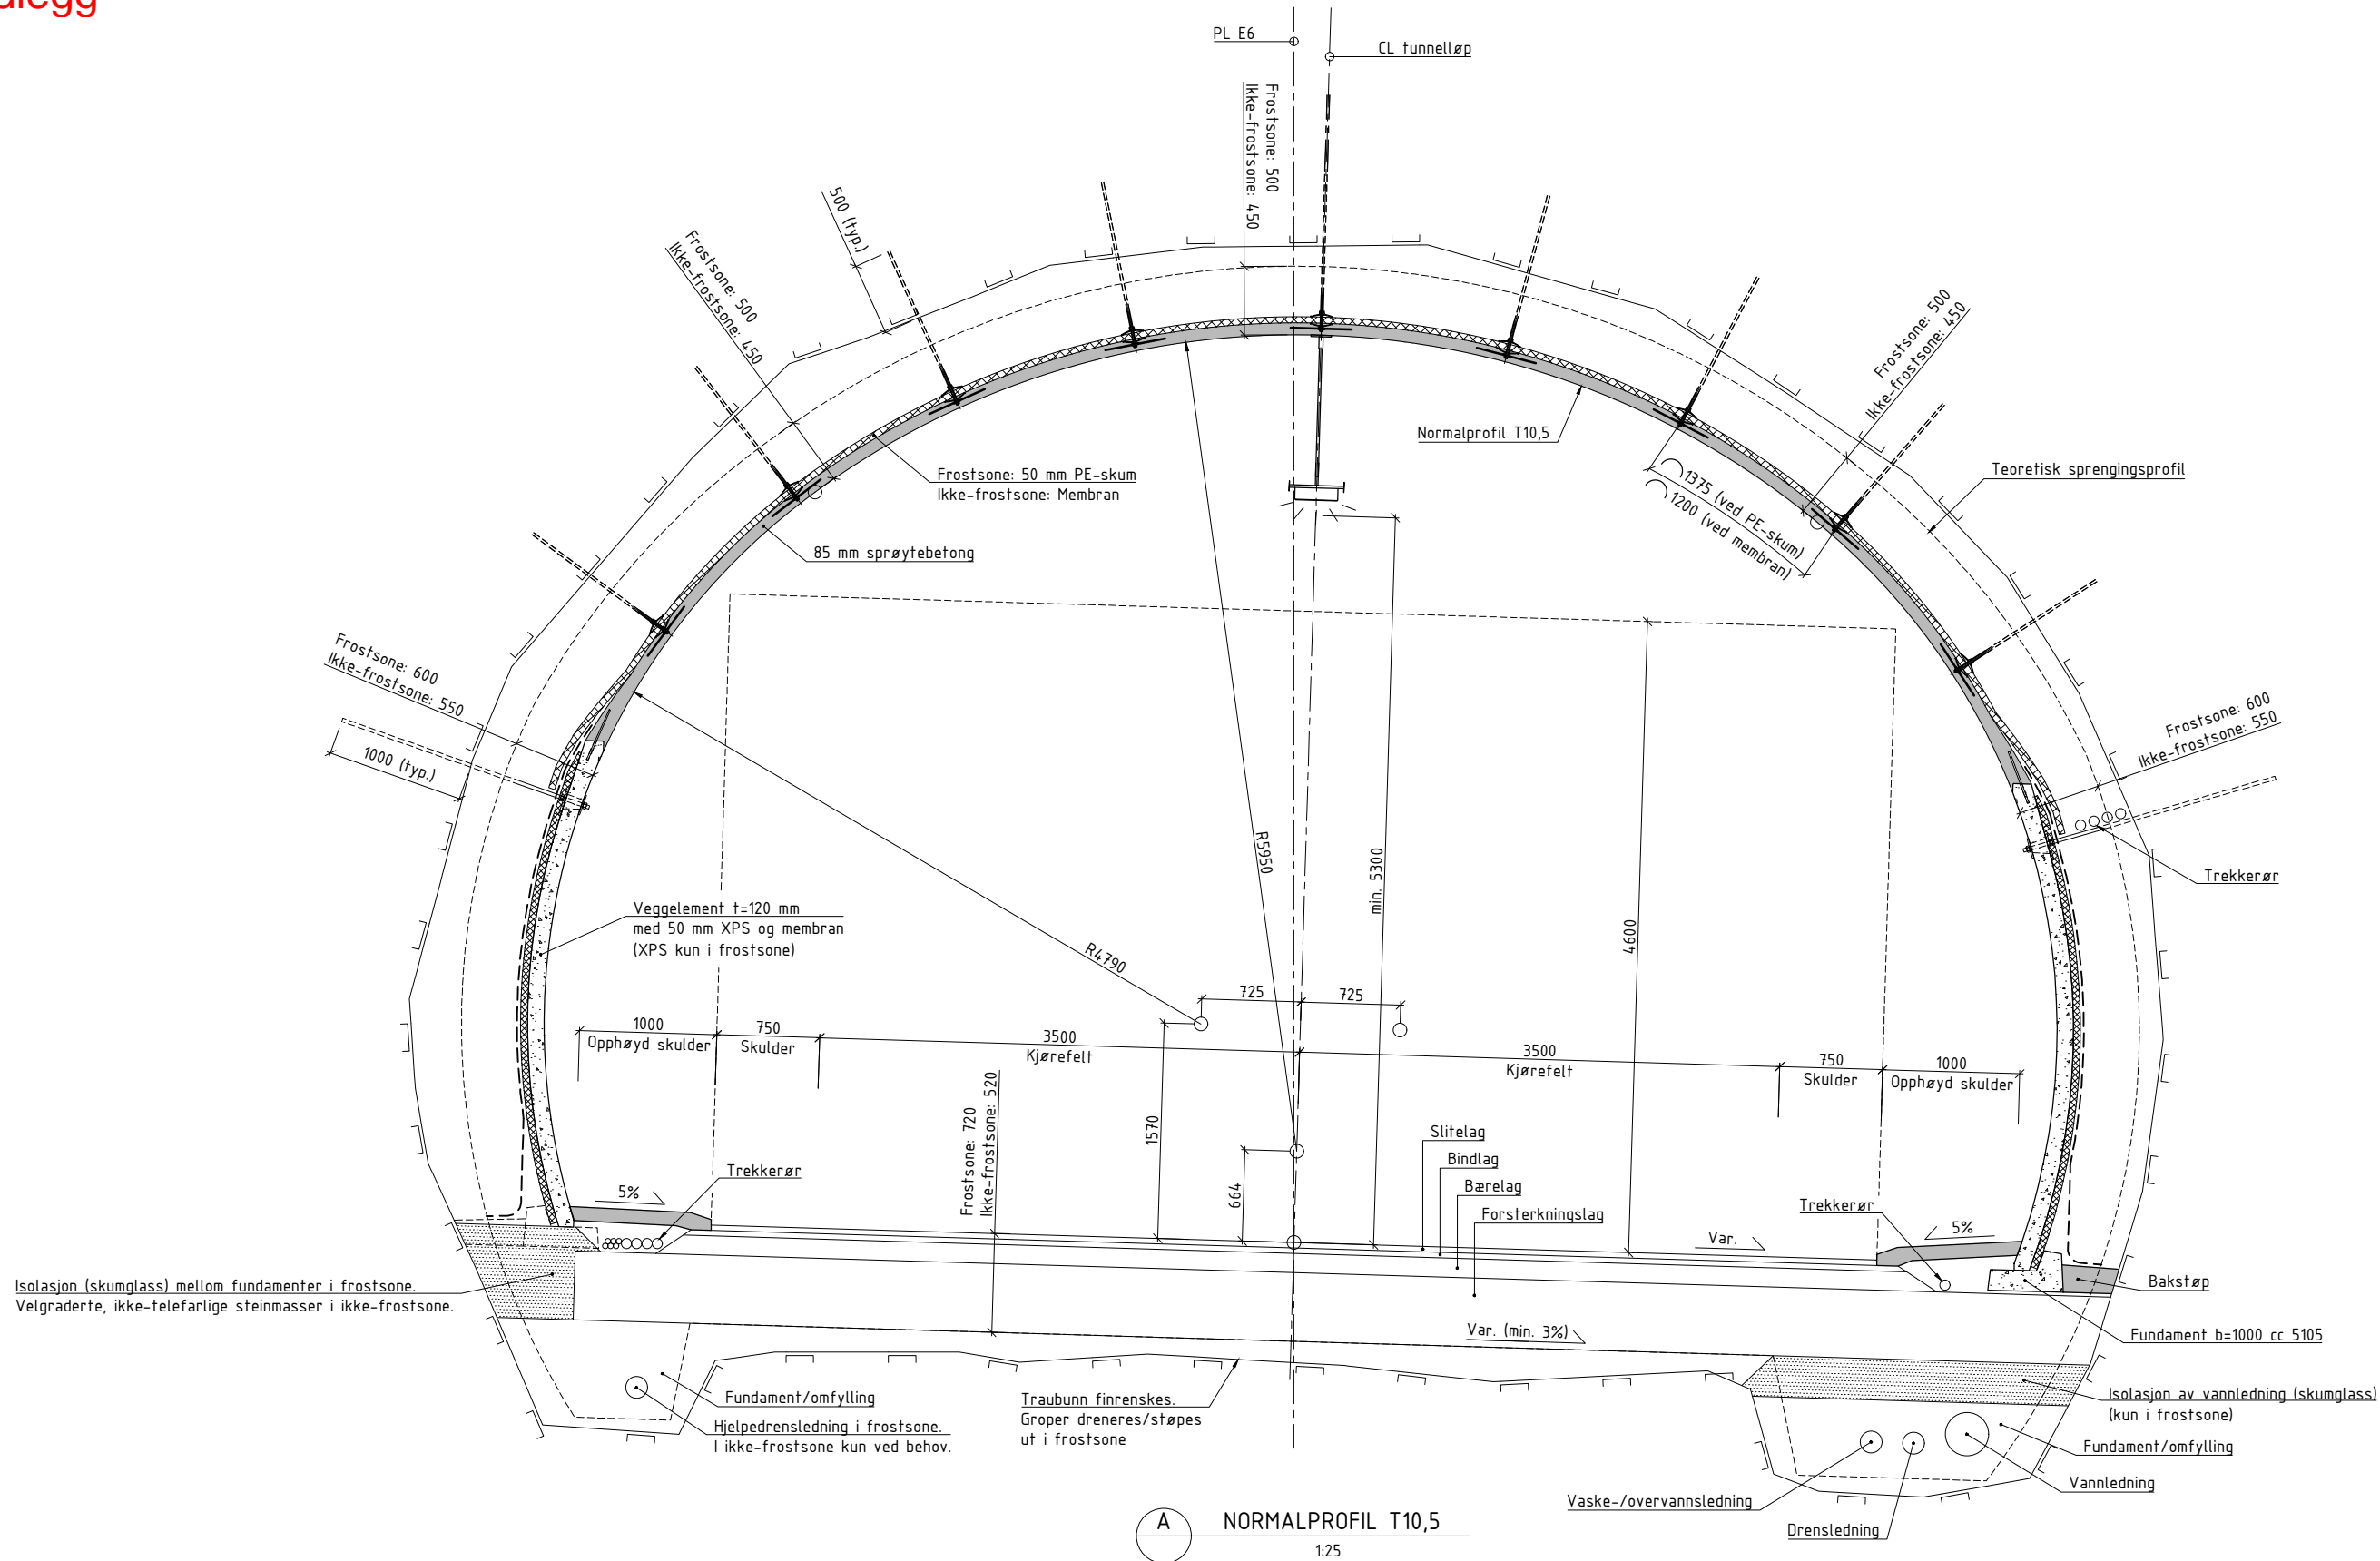 PL E6
CL tunnelløp
Frostsone: 500
Ikke-frostsone: 450
500 (typ.)
Frostsone: 500
Ikke-frostsone: 450
Frostsone: 500
Ikke-frostsone: 450
Normalprofil T10,5
Teoretisk sprengingsprofil
Frostsone: 50 mm PE-skum
Ikke-frostsone: Membran
1375 (ved PE-skum)
1200 (ved membran)
85 mm sprøytebetong
Frostsone: 600
Ikke-frostsone: 550
1000 (typ.)
Frostsone: 600
Ikke-frostsone: 550
R5950
min. 5300
4600
Trekkerør
Veggelement t=120 mm
med 50 mm XPS og membran
(XPS kun i frostsone)
R4790
725
725
1000
Opphøyd skulder
750
Skulder
3500
Kjørefelt
3500
Kjørefelt
750
Skulder
1000
Opphøyd skulder
Frostsone: 720
Ikke-frostsone: 520
1570
664
Slitelag
Bindlag
Bærelag
Forsterkningslag
Trekkerør
5%
Trekkerør
5%
Var.
Isolasjon (skumglass) mellom fundamenter i frostsone.
Velgraderte, ikke-telefarlige steinmasser i ikke-frostsone.
Bakstøp
Var. (min. 3%)
Fundament b=1000 cc 5105
Fundament/omfylling
Hjelpedrensledning i frostsone.
I ikke-frostsone kun ved behov.
Traubunn finrenskes.
Groper dreneres/støpes
ut i frostsone
Isolasjon av vannledning (skumglass)
(kun i frostsone)
Fundament/omfylling
Vannledning
Vaske-/overvannsledning
Drensledning
A
NORMALPROFIL T10,5
1:25